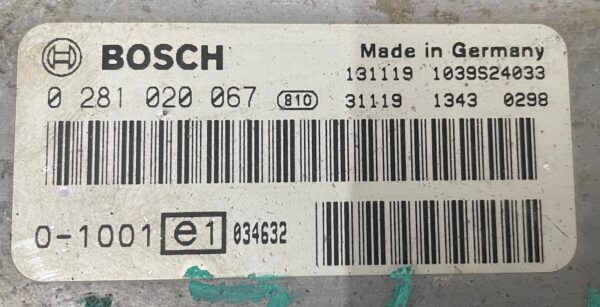 BOSCH
Made in Germany
131119 1039S24033
0 281 020 067 810 31119 1343 0298
0-1001 e1 034632